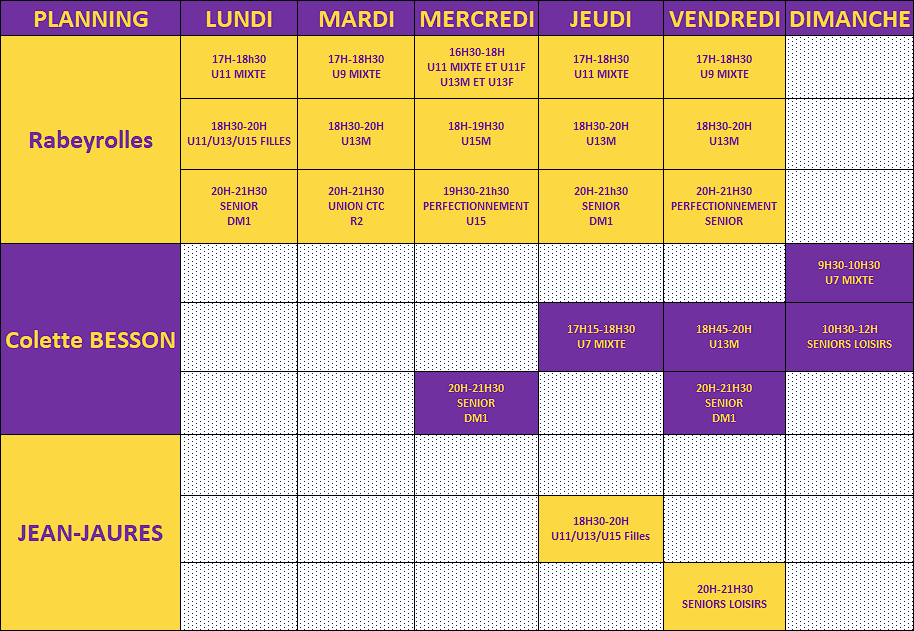 PLANNING LUNDI MARDI MERCREDI JEUDI VENDREDI DIMANCHE
Rabeyrolles
17H-18h30
U11 MIXTE
17H-18H30
U9 MIXTE
16H30-18H
U11 MIXTE ET U11F
U13M ET U13F
17H-18H30
U11 MIXTE
17H-18H30
U9 MIXTE
18H30-20H
U11/U13/U15 FILLES
18H30-20H
U13M
18H-19H30
U15M
18H30-20H
U13M
18H30-20H
U13M
20H-21H30
SENIOR
DM1
20H-21H30
UNION CTC
R2
19H30-21h30
PERFECTIONNEMENT
U15
20H-21h30
SENIOR
DM1
20H-21H30
PERFECTIONNEMENT
SENIOR
Colette BESSON
9H30-10H30
U7 MIXTE
17H15-18H30
U7 MIXTE
18H45-20H
U13M
10H30-12H
SENIORS LOISIRS
20H-21H30
SENIOR
DM1
20H-21H30
SENIOR
DM1
JEAN-JAURES
18H30-20H
U11/U13/U15 Filles
20H-21H30
SENIORS LOISIRS